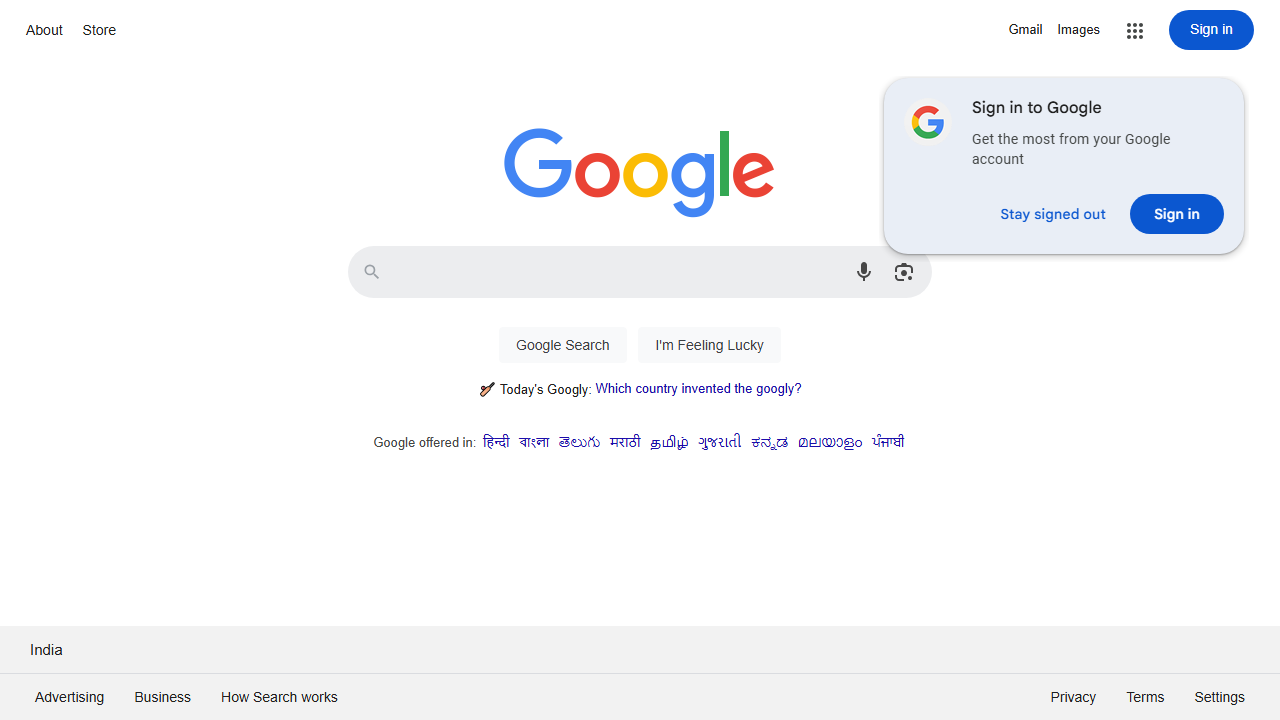 About Store
Gmail Images Sign in
Sign in to Google
Get the most from your Google
account
Stay signed out Sign in
Google
Google Search I'm Feeling Lucky
Today's Googly: Which country invented the googly?
Google offered in: हिन्दी বাংলা తెలుగు मराठी தமிழ் ગુજરાતી ಕನ್ನಡ മലയാളം ਪੰਜਾਬੀ
India
Advertising Business How Search works
Privacy Terms Settings